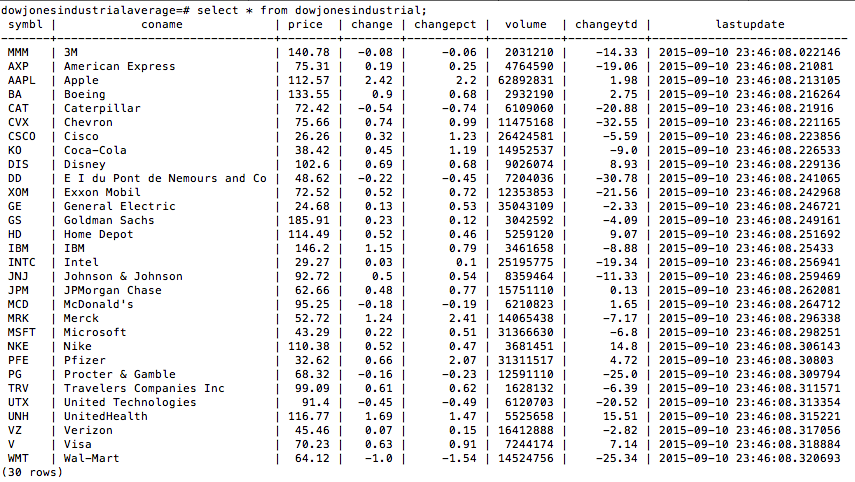 dowjonesindustrialaverage=# select * from dowjonesindustrial;
 symbl |           coname            | price  | change | changepct |  volume  | changeytd |         lastupdate
-------+-----------------------------+--------+--------+-----------+----------+-----------+----------------------------
 MMM   | 3M                          | 140.78 |  -0.08 |     -0.06 |  2031210 |    -14.33 | 2015-09-10 23:46:08.022146
 AXP   | American Express            |  75.31 |   0.19 |      0.25 |  4764590 |    -19.06 | 2015-09-10 23:46:08.21081
 AAPL  | Apple                       | 112.57 |   2.42 |       2.2 | 62892831 |      1.98 | 2015-09-10 23:46:08.213105
 BA    | Boeing                      | 133.55 |    0.9 |      0.68 |  2932190 |      2.75 | 2015-09-10 23:46:08.216264
 CAT   | Caterpillar                 |  72.42 |  -0.54 |     -0.74 |  6109060 |    -20.88 | 2015-09-10 23:46:08.21916
 CVX   | Chevron                     |  75.66 |   0.74 |      0.99 | 11475168 |    -32.55 | 2015-09-10 23:46:08.221165
 CSCO  | Cisco                       |  26.26 |   0.32 |      1.23 | 26424581 |     -5.59 | 2015-09-10 23:46:08.223856
 KO    | Coca-Cola                   |  38.42 |   0.45 |      1.19 | 14952537 |      -9.0 | 2015-09-10 23:46:08.226533
 DIS   | Disney                      |  102.6 |   0.69 |      0.68 |  9026074 |      8.93 | 2015-09-10 23:46:08.229136
 DD    | E I du Pont de Nemours and Co |  48.62 |  -0.22 |     -0.45 |  7204036 |    -30.78 | 2015-09-10 23:46:08.241065
 XOM   | Exxon Mobil                 |  72.52 |   0.52 |      0.72 | 12353853 |    -21.56 | 2015-09-10 23:46:08.242968
 GE    | General Electric            |  24.68 |   0.13 |      0.53 | 35043109 |     -2.33 | 2015-09-10 23:46:08.246721
 GS    | Goldman Sachs               | 185.91 |   0.23 |      0.12 |  3042592 |     -4.09 | 2015-09-10 23:46:08.249161
 HD    | Home Depot                  | 114.49 |   0.52 |      0.46 |  5259120 |      9.07 | 2015-09-10 23:46:08.251692
 IBM   | IBM                         |  146.2 |   1.15 |      0.79 |  3461658 |     -8.88 | 2015-09-10 23:46:08.25433
 INTC  | Intel                       |  29.27 |   0.03 |       0.1 | 25195775 |    -19.34 | 2015-09-10 23:46:08.256941
 JNJ   | Johnson & Johnson           |  92.72 |    0.5 |      0.54 |  8359464 |    -11.33 | 2015-09-10 23:46:08.259469
 JPM   | JPMorgan Chase              |  62.66 |   0.48 |      0.77 | 15751110 |      0.13 | 2015-09-10 23:46:08.262081
 MCD   | McDonald's                  |  95.25 |  -0.18 |     -0.19 |  6210823 |      1.65 | 2015-09-10 23:46:08.264712
 MRK   | Merck                       |  52.72 |   1.24 |      2.41 | 14065438 |     -7.17 | 2015-09-10 23:46:08.296338
 MSFT  | Microsoft                   |  43.29 |   0.22 |      0.51 | 31366630 |      -6.8 | 2015-09-10 23:46:08.298251
 NKE   | Nike                        | 110.38 |   0.52 |      0.47 |  3681451 |      14.8 | 2015-09-10 23:46:08.306143
 PFE   | Pfizer                      |  32.62 |   0.66 |      2.07 | 31311517 |      4.72 | 2015-09-10 23:46:08.30803
 PG    | Procter & Gamble            |  68.32 |  -0.16 |     -0.23 | 12591110 |     -25.0 | 2015-09-10 23:46:08.309794
 TRV   | Travelers Companies Inc     |  99.09 |   0.61 |      0.62 |  1628132 |     -6.39 | 2015-09-10 23:46:08.311571
 UTX   | United Technologies         |   91.4 |  -0.45 |     -0.49 |  6120703 |    -20.52 | 2015-09-10 23:46:08.313354
 UNH   | UnitedHealth                | 116.77 |   1.69 |      1.47 |  5525658 |     15.51 | 2015-09-10 23:46:08.315221
 VZ    | Verizon                     |  45.46 |   0.07 |      0.15 | 16412888 |     -2.82 | 2015-09-10 23:46:08.317056
 V     | Visa                        |  70.23 |   0.63 |      0.91 |  7244174 |      7.14 | 2015-09-10 23:46:08.318884
 WMT   | Wal-Mart                    |  64.12 |   -1.0 |     -1.54 | 14524756 |    -25.34 | 2015-09-10 23:46:08.320693
(30 rows)